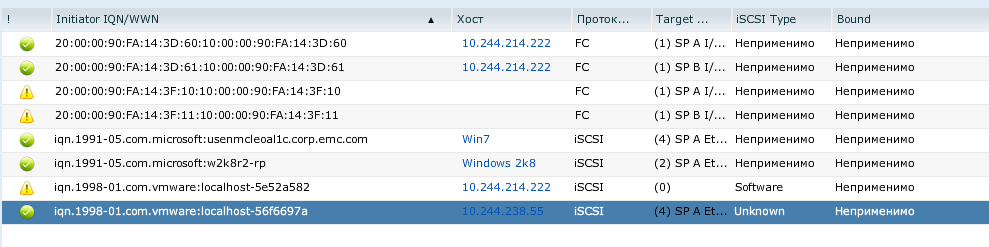 ! Initiator IQN/WWN Хост Проток... Target ... iSCSI Type Bound
20:00:00:90:FA:14:3D:60:10:00:00:90:FA:14:3D:60 10.244.214.222 FC (1) SP A I/... Неприменимо Неприменимо
20:00:00:90:FA:14:3D:61:10:00:00:90:FA:14:3D:61 10.244.214.222 FC (1) SP B I/... Неприменимо Неприменимо
20:00:00:90:FA:14:3F:10:10:00:00:90:FA:14:3F:10 FC (1) SP A I/... Неприменимо Неприменимо
20:00:00:90:FA:14:3F:11:10:00:00:90:FA:14:3F:11 FC (1) SP B I/... Неприменимо Неприменимо
iqn.1991-05.com.microsoft:usenmcleoal1c.corp.emc.com Win7 iSCSI (4) SP A Et... Неприменимо Неприменимо
iqn.1991-05.com.microsoft:w2k8r2-rp Windows 2k8 iSCSI (2) SP A Et... Неприменимо Неприменимо
iqn.1998-01.com.vmware:localhost-5e52a582 10.244.214.222 iSCSI (0) Software Неприменимо
iqn.1998-01.com.vmware:localhost-56f6697a 10.244.238.55 iSCSI (4) SP A Et... Unknown Неприменимо